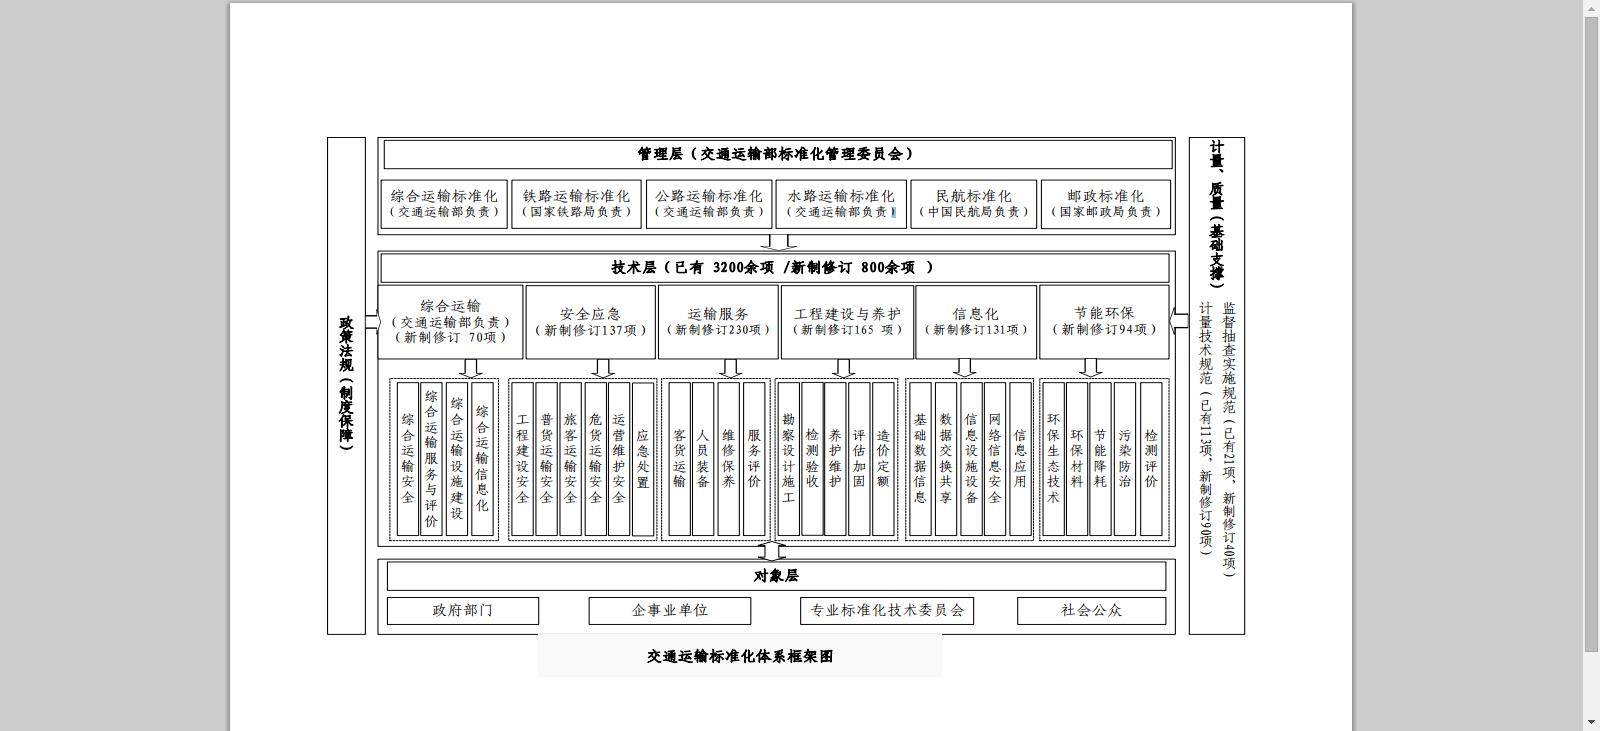 管理层（交通运输部标准化管理委员会）
综合运输标准化
（交通运输部负责）
铁路运输标准化
（国家铁路局负责）
公路运输标准化
（交通运输部负责）
水路运输标准化
（交通运输部负责）
民航标准化
（中国民航局负责）
邮政标准化
（国家邮政局负责）
技术层（已有 3200余项 /新制修订 800余项 ）
综合运输
（交通运输部负责）
（新制修订 70项）
安全应急
（新制修订137项）
运输服务
（新制修订230项）
工程建设与养护
（新制修订165 项）
信息化
（新制修订131项）
节能环保
（新制修订94项）
综合运输安全
综合运输服务与评价
综合运输设施建设
综合运输信息化
工程建设安全
普货运输安全
旅客运输安全
危货运输安全
运营维护安全
应急处置
客货运输
人员装备
维修保养
服务评价
勘察设计施工
检测验收
养护维护
评估加固
造价定额
基础数据信息
数据交换共享
信息设施设备
网络信息安全
信息应用
环保生态技术
环保材料
节能降耗
污染防治
检测评价
对象层
政府部门
企事业单位
专业标准化技术委员会
社会公众
政策法规（制度保障）
计量、质量（基础支撑）
监督抽查实施规范（已有21项、新制修订40项）
计量技术规范（已有113项、新制修订90项）
交通运输标准化体系框架图